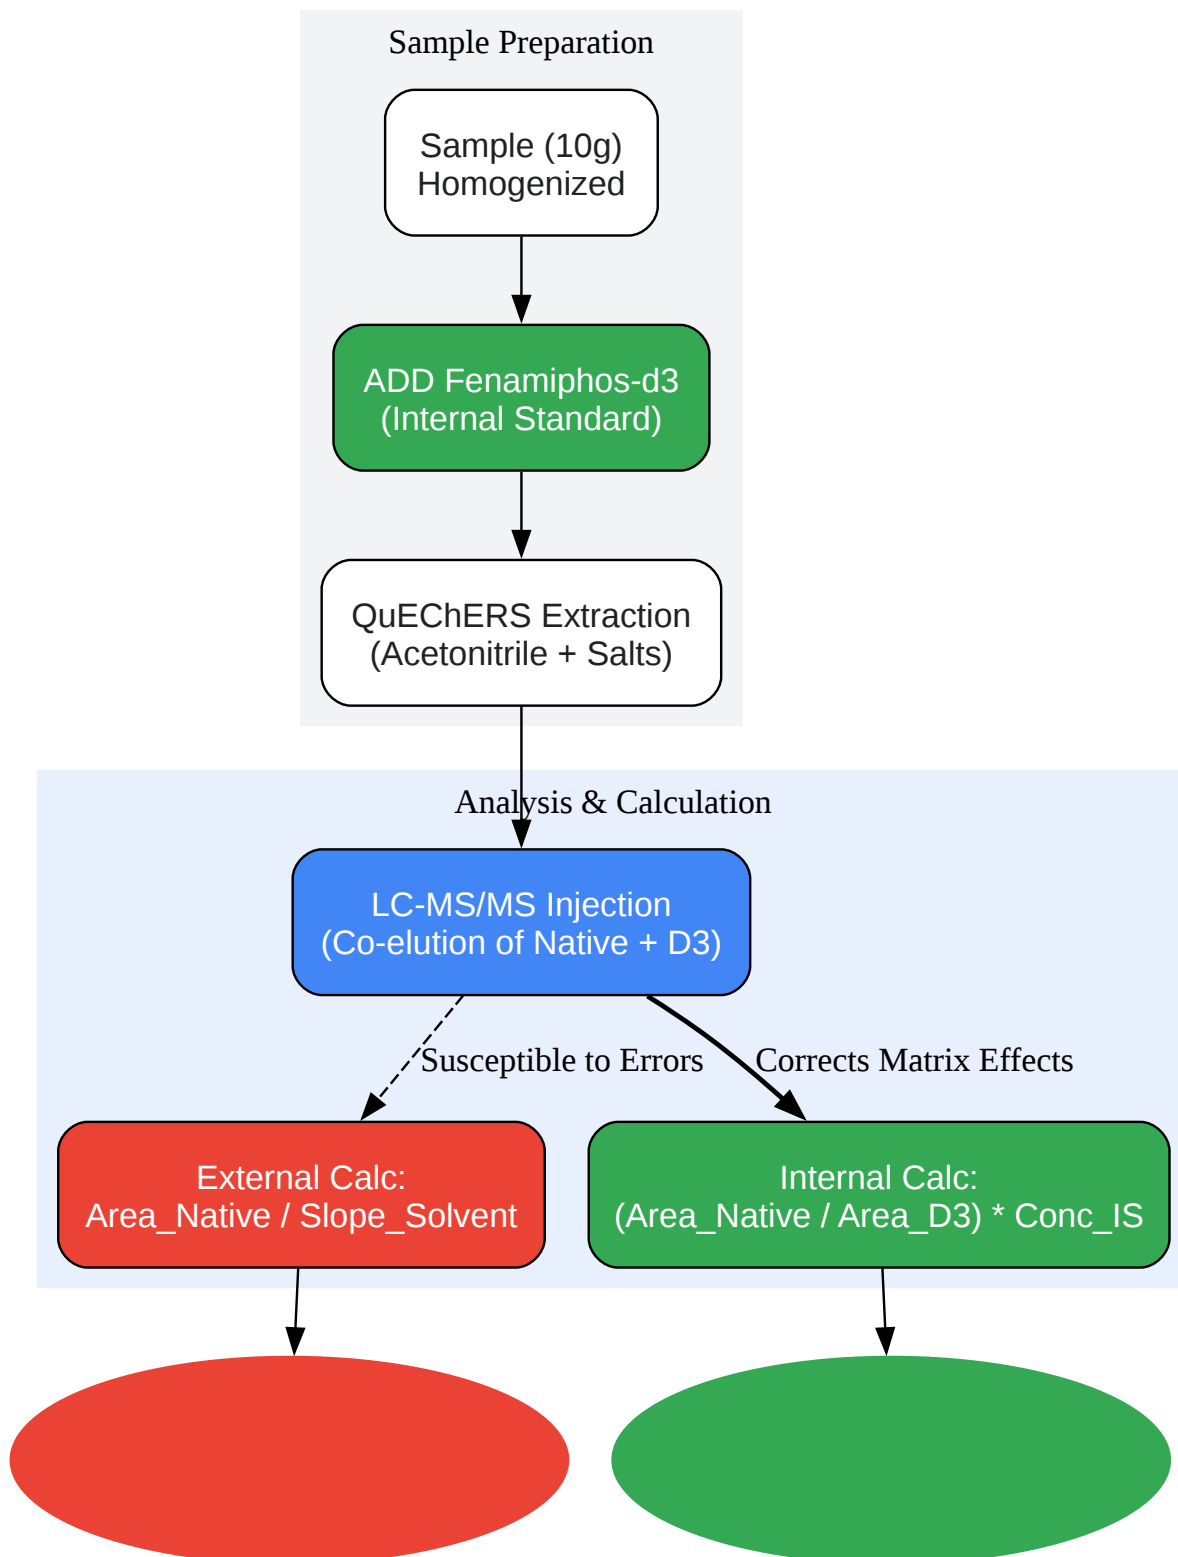 Sample Preparation
Sample (10g)
Homogenized
ADD Fenamiphos-d3
(Internal Standard)
QuEChERS Extraction
(Acetonitrile + Salts)
Analysis & Calculation
LC-MS/MS Injection
(Co-elution of Native + D3)
Susceptible to Errors
Corrects Matrix Effects
External Calc:
Area_Native / Slope_Solvent
Internal Calc:
(Area_Native / Area_D3) * Conc_IS